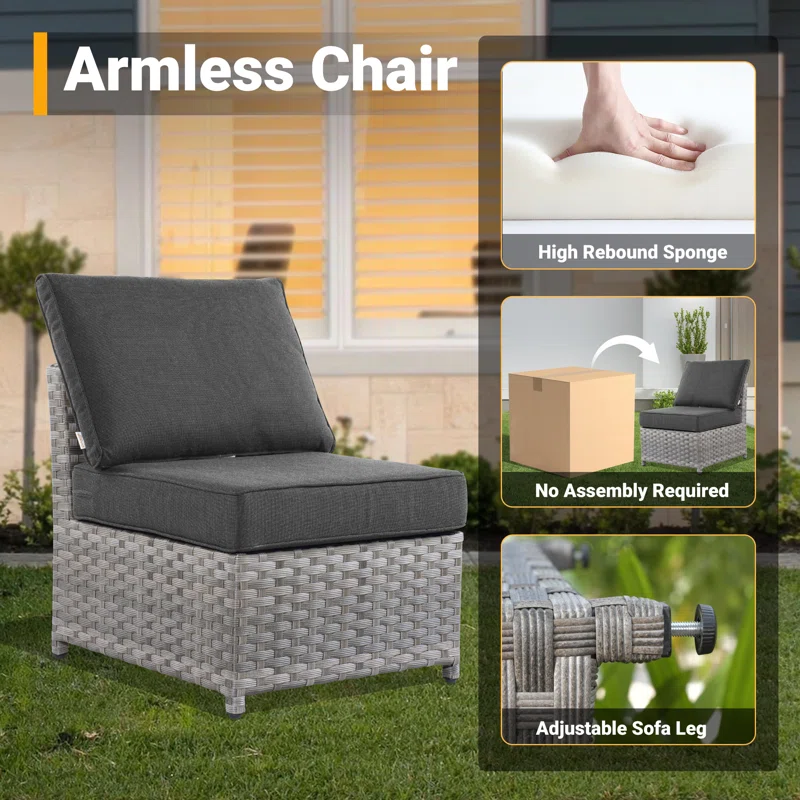 Armless Chair
High Rebound Sponge
No Assembly Required
Adjustable Sofa Leg